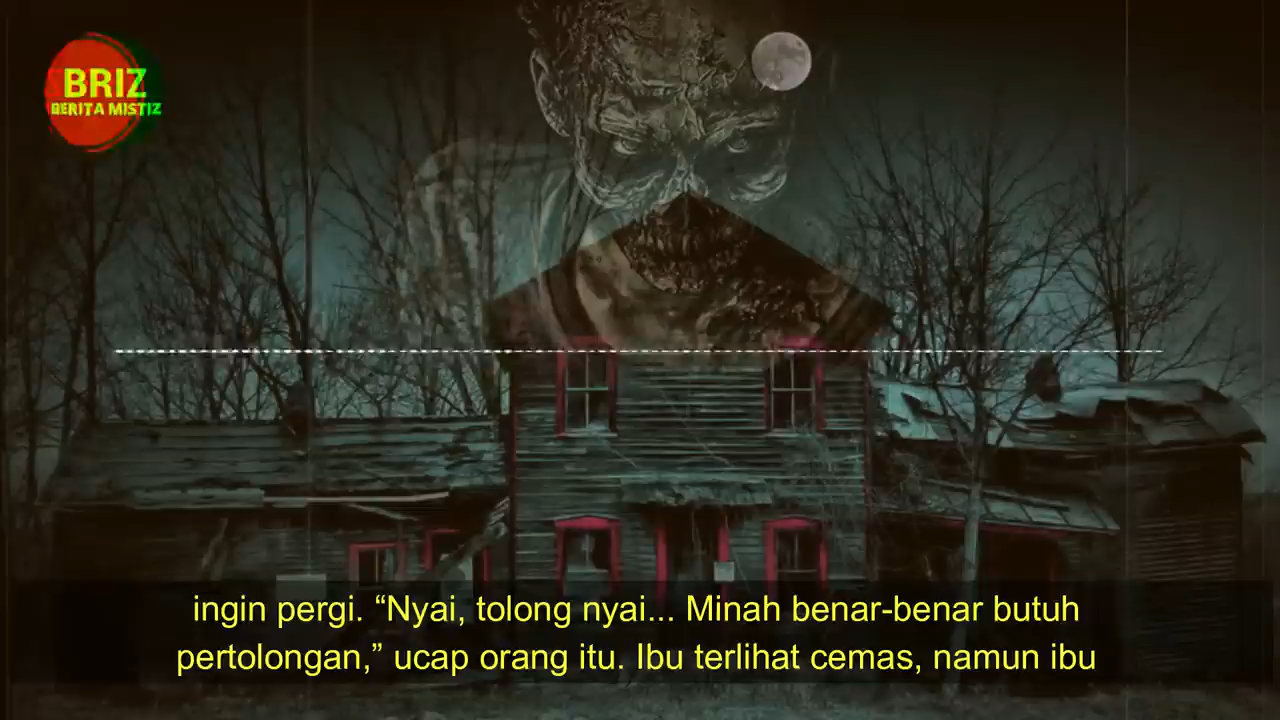 BRIZ
BERITA MISTIZ
ingin pergi. “Nyai, tolong nyai... Minah benar-benar butuh
pertolongan,” ucap orang itu. Ibu terlihat cemas, namun ibu